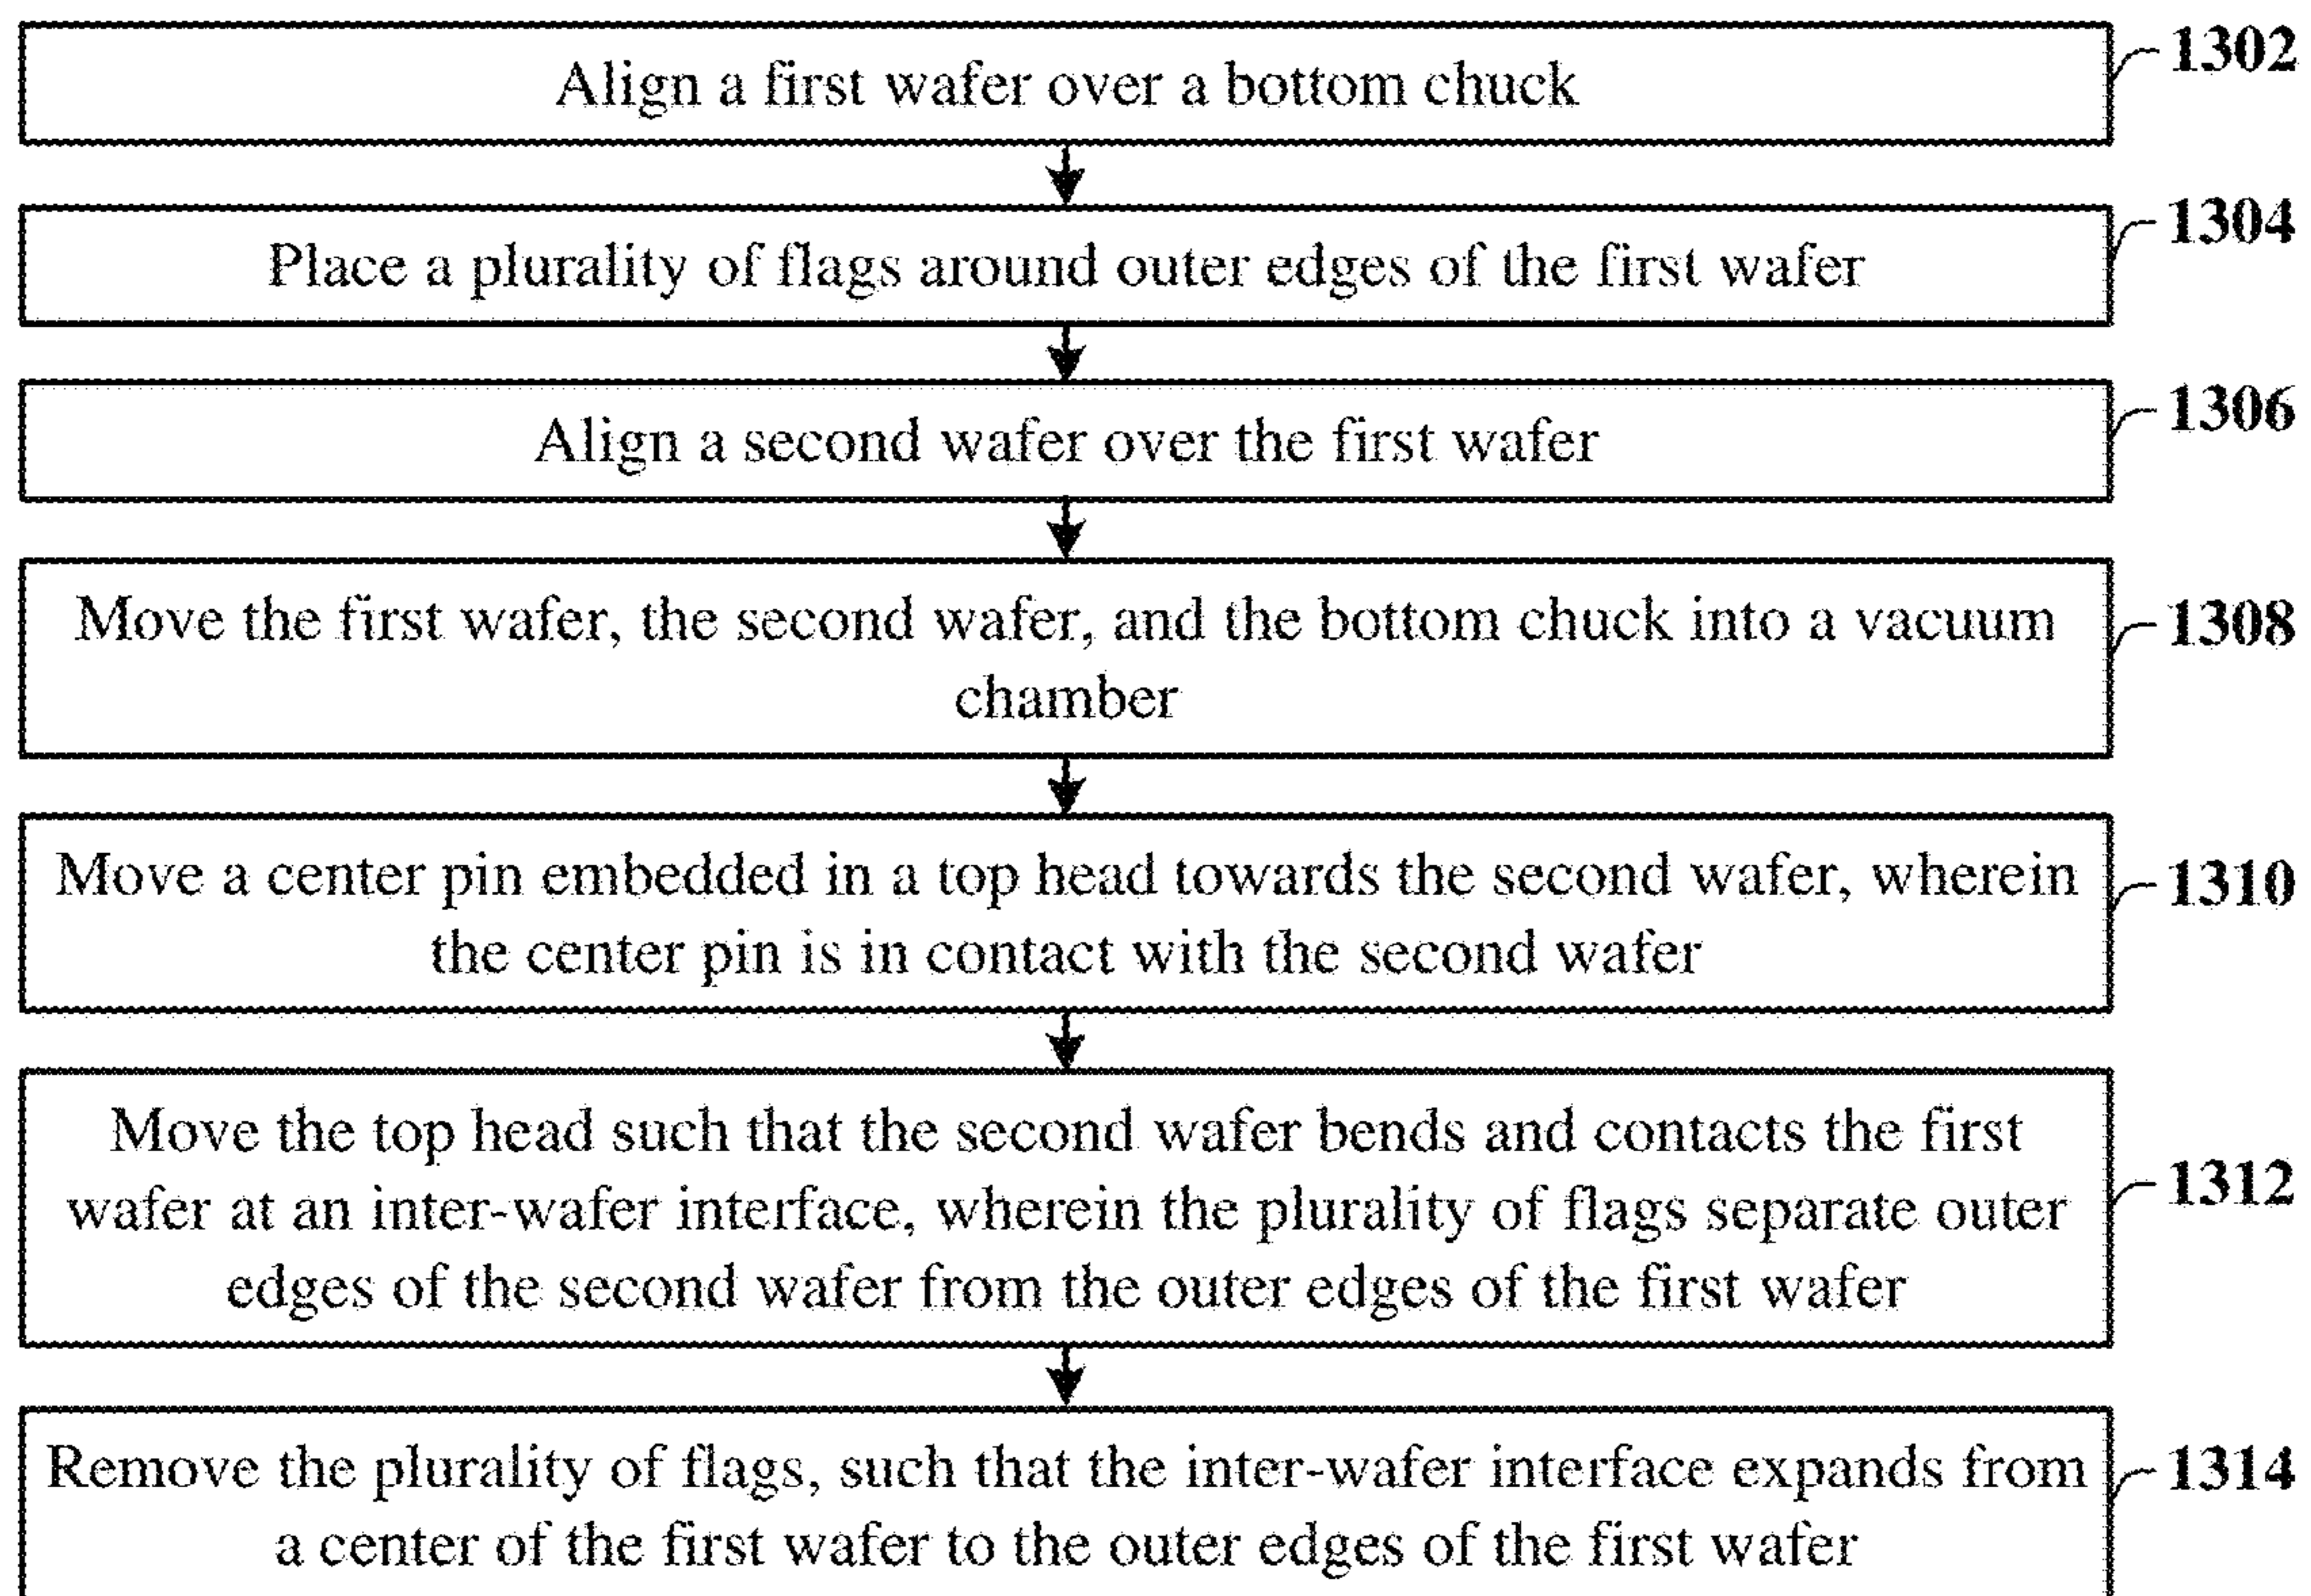 Align a first wafer over a bottom chuck
1302
Place a plurality of flags around outer edges of the first wafer
1304
Align a second wafer over the first wafer
1306
Move the first wafer, the second wafer, and the bottom chuck into a vacuum
chamber
1308
Move a center pin embedded in a top head towards the second wafer, wherein
the center pin is in contact with the second wafer
1310
Move the top head such that the second wafer bends and contacts the first
wafer at an inter-wafer interface, wherein the plurality of flags separate outer
edges of the second wafer from the outer edges of the first wafer
1312
Remove the plurality of flags, such that the inter-wafer interface expands from
a center of the first wafer to the outer edges of the first wafer
1314